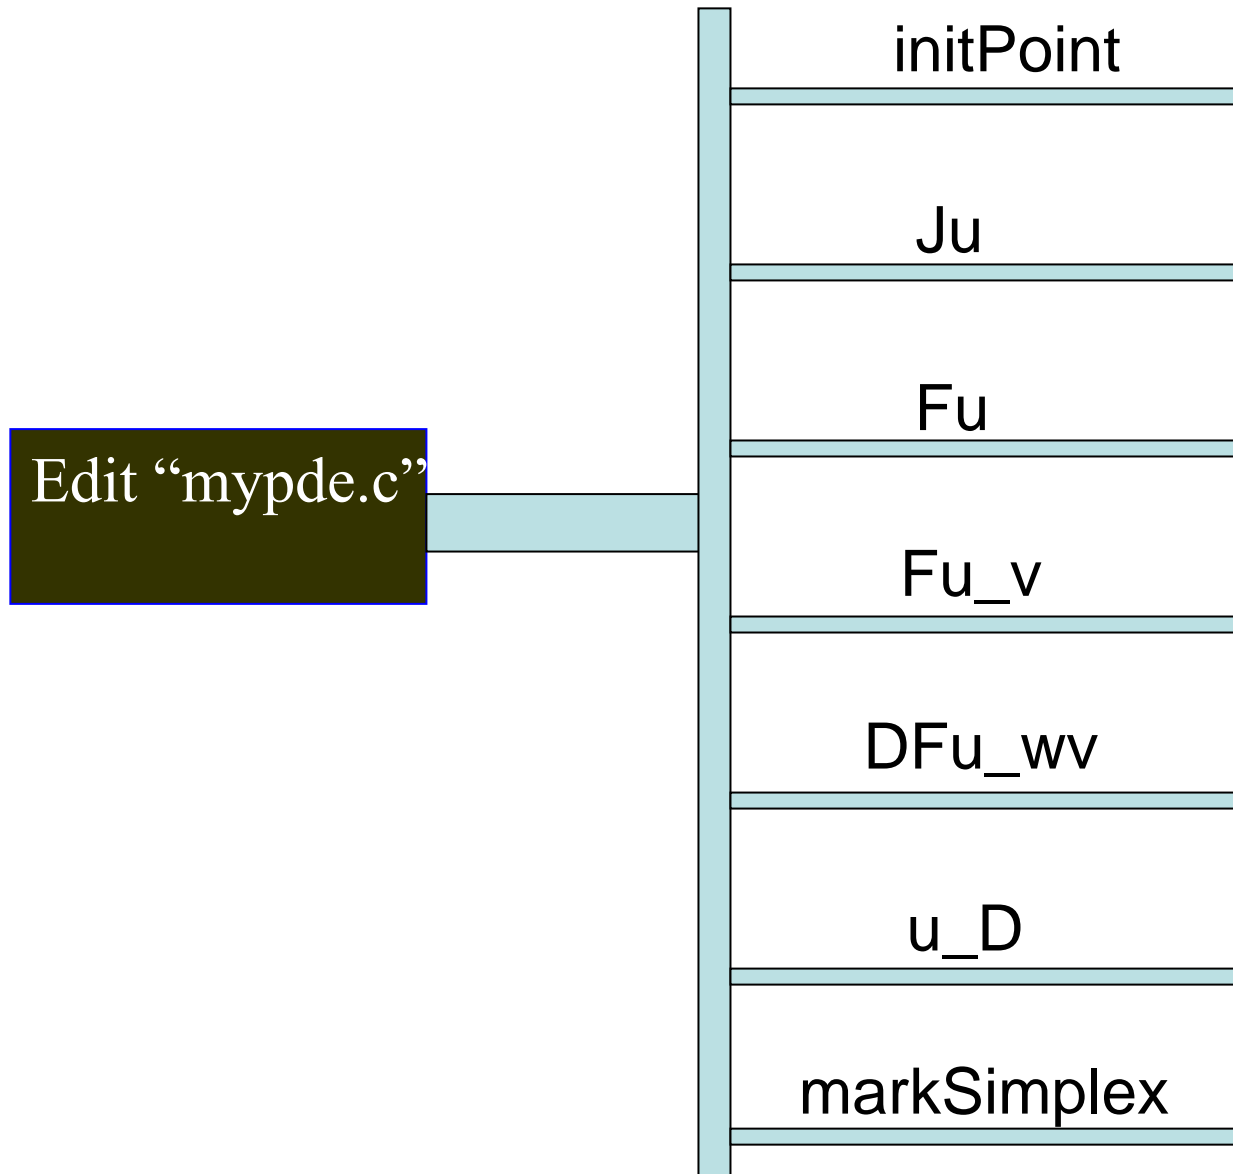 initPoint
Ju
Fu
Edit “mypde.c”
Fu_v
DFu_wv
u_D
markSimplex